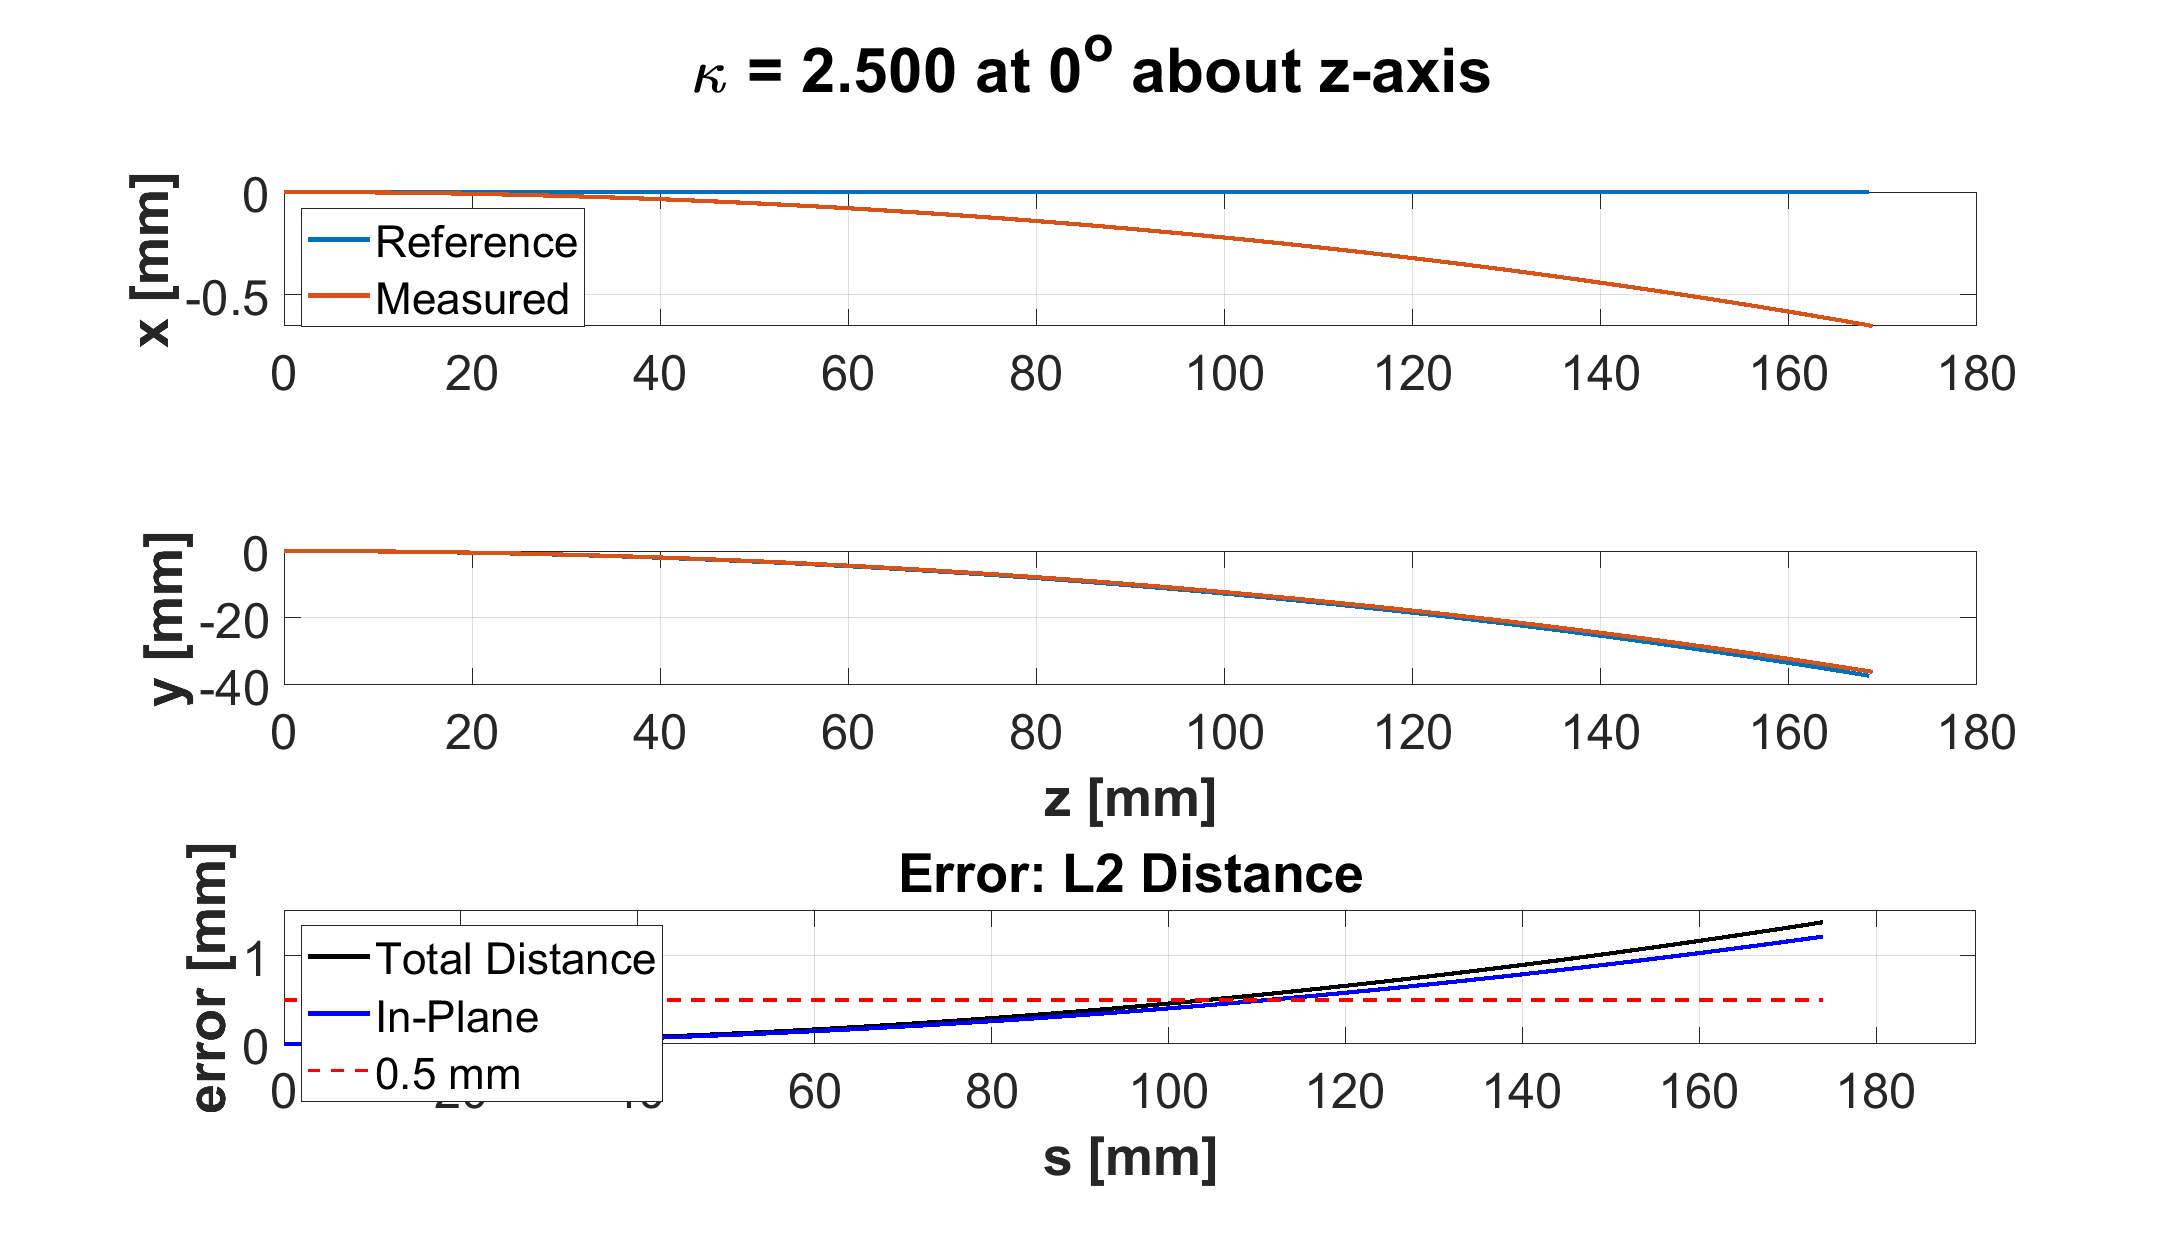 κ = 2.500 at 0° about z-axis
x [mm]
0
-0.5
Reference
Measured
0 20 40 60 80 100 120 140 160 180
y [mm]
0
-20
-40
0 20 40 60 80 100 120 140 160 180
z [mm]
Error: L2 Distance
error [mm]
1
0
Total Distance
In-Plane
0.5 mm
0 20 40 60 80 100 120 140 160 180
s [mm]